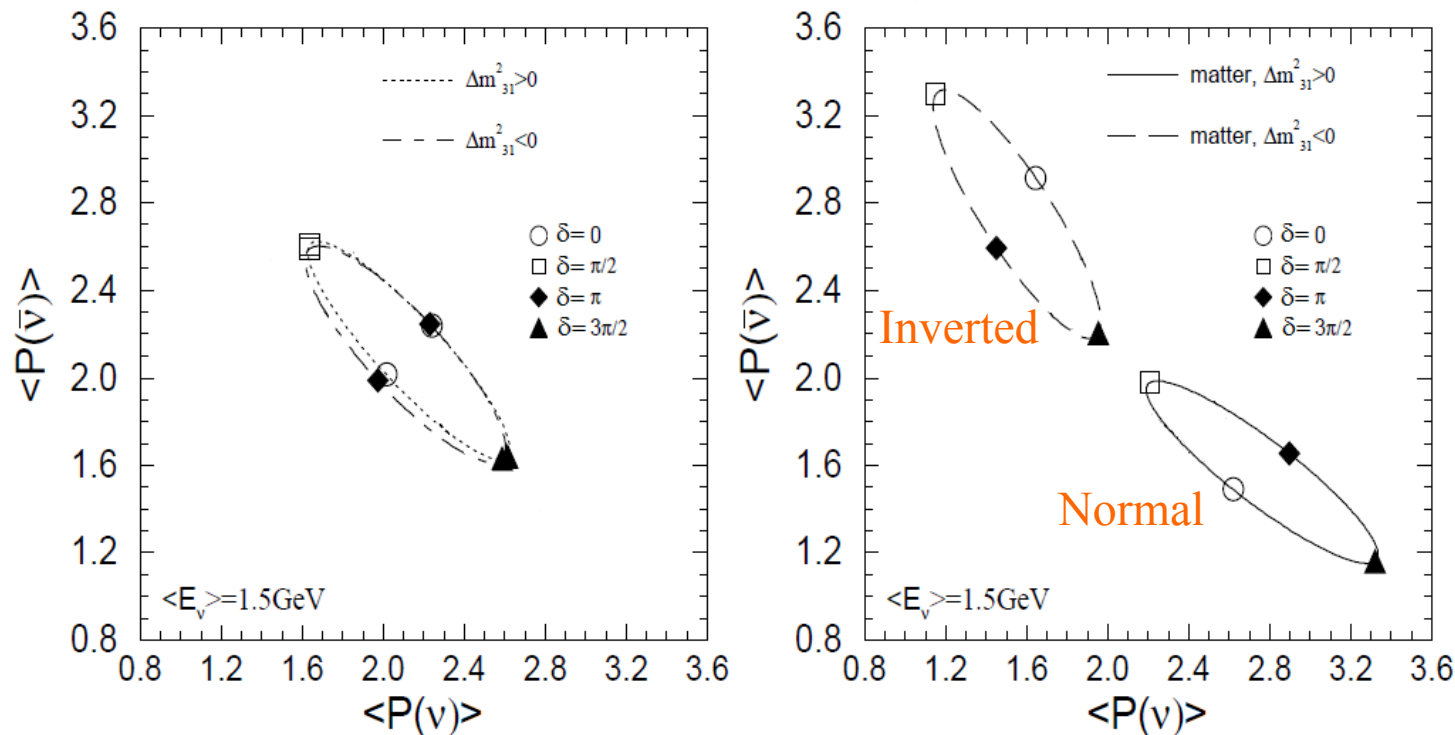 3.6
3.2
2.8
2.4
2.0
1.6
1.2
0.8
<P(ν̄)>
Δm²₃₁>0
Δm²₃₁<0
δ= 0
δ= π/2
δ= π
δ= 3π/2
<Eν>=1.5GeV
0.8 1.2 1.6 2.0 2.4 2.8 3.2 3.6
<P(ν)>
3.6
3.2
2.8
2.4
2.0
1.6
1.2
0.8
<P(ν̄)>
matter, Δm²₃₁>0
matter, Δm²₃₁<0
δ= 0
δ= π/2
δ= π
δ= 3π/2
Inverted
Normal
<Eν>=1.5GeV
0.8 1.2 1.6 2.0 2.4 2.8 3.2 3.6
<P(ν)>